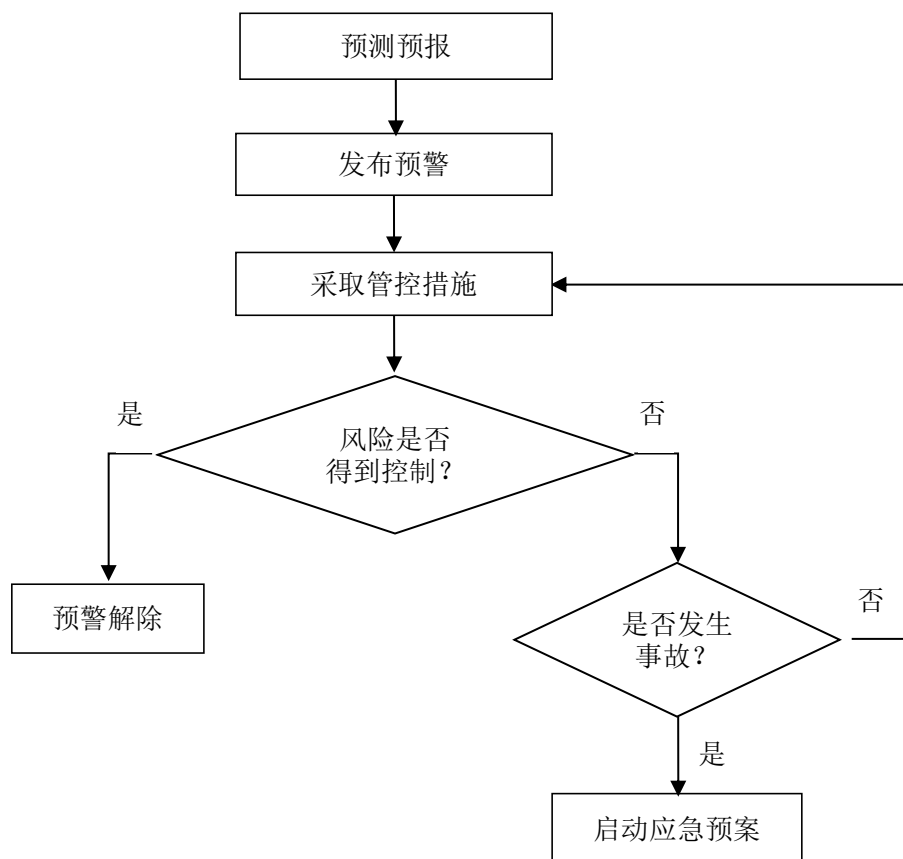 预测预报
发布预警
采取管控措施
是
否
风险是否
得到控制？
预警解除
否
是否发生
事故？
是
启动应急预案